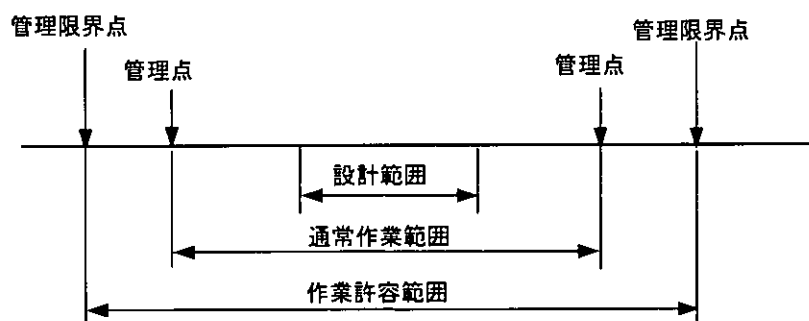 管理限界点
管理限界点
管理点
管理点
設計範囲
通常作業範囲
作業許容範囲